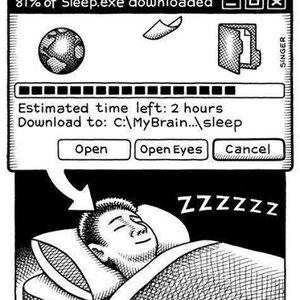 81% of Sleep.exe downloaded
SINGER
Estimated time left: 2 hours
Download to: C:\MyBrain..\sleep
Open
Open Eyes
Cancel
ZZZZZZ